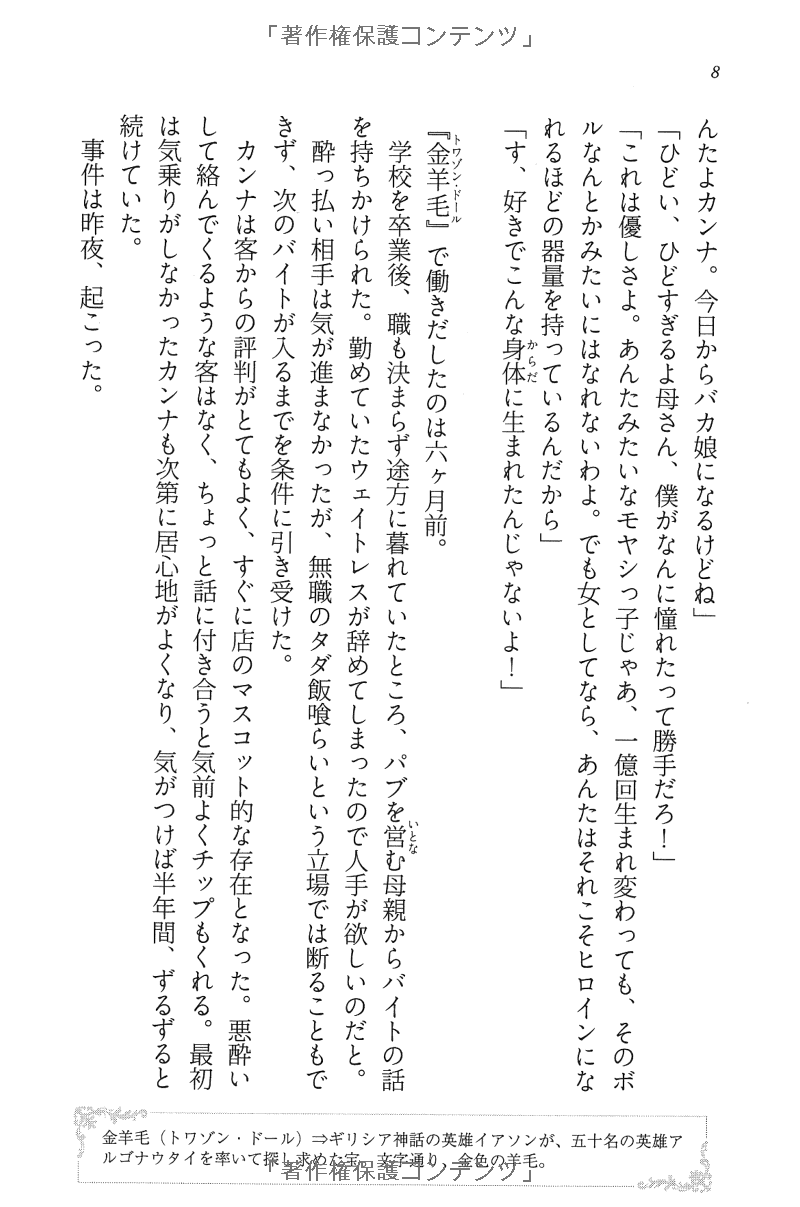 「著作権保護コンテンツ」
8
んたよカンナ。今日からバカ娘になるけどね」
「ひどい、ひどすぎるよ母さん、僕がなんに憧れたって勝手だろ！」
「これは優しさよ。あんたみたいなモヤシっ子じゃあ、一億回生まれ変わっても、そのボ
ルなんとかみたいにはなれないわよ。でも女としてなら、あんたはそれこそヒロインにな
れるほどの器量を持っているんだから」
「す、好きでこんな身体からだに生まれたんじゃないよ！」
『金羊毛トワゾン・ドール』で働きだしたのは六ヶ月前。
学校を卒業後、職も決まらず途方に暮れていたところ、パブを営いとなむ母親からバイトの話
を持ちかけられた。勤めていたウェイトレスが辞めてしまったので人手が欲しいのだと。
酔っ払い相手は気が進まなかったが、無職のタダ飯喰らいという立場では断ることもで
きず、次のバイトが入るまでを条件に引き受けた。
カンナは客からの評判がとてもよく、すぐに店のマスコット的な存在となった。悪酔い
して絡んでくるような客はなく、ちょっと話に付き合うと気前よくチップもくれる。最初
は気乗りがしなかったカンナも次第に居心地がよくなり、気がつけば半年間、ずるずると
続けていた。
事件は昨夜、起こった。
金羊毛（トワゾン・ドール）⇒ギリシア神話の英雄イアソンが、五十名の英雄ア
ルゴナウタイを率いて探し求めた宝。文字通り、金色の羊毛。
「著作権保護コンテンツ」